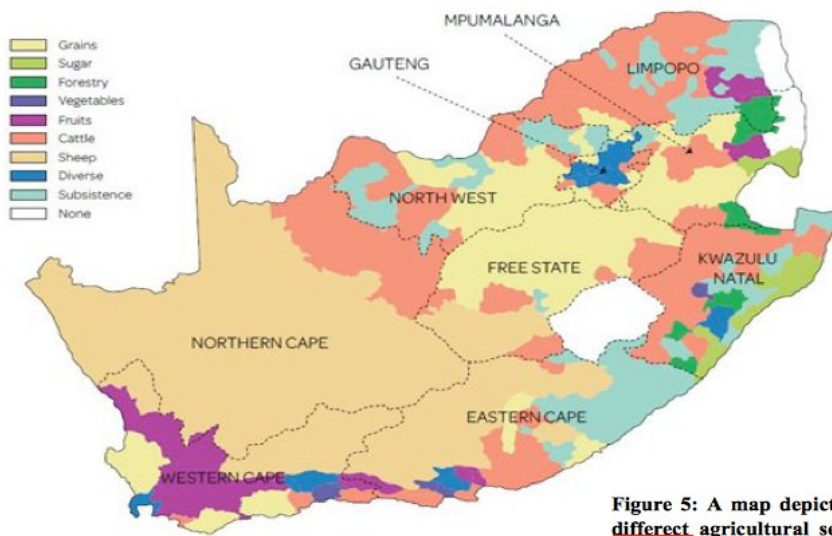 Grains
Sugar
Forestry
Vegetables
Fruits
Cattle
Sheep
Diverse
Subsistence
None
MPUMALANGA
GAUTENG
LIMPOPO
NORTH WEST
FREE STATE
KWAZULU
NATAL
NORTHERN CAPE
EASTERN CAPE
WESTERN CAPE
Figure 5: A map depict
differect agricultural se